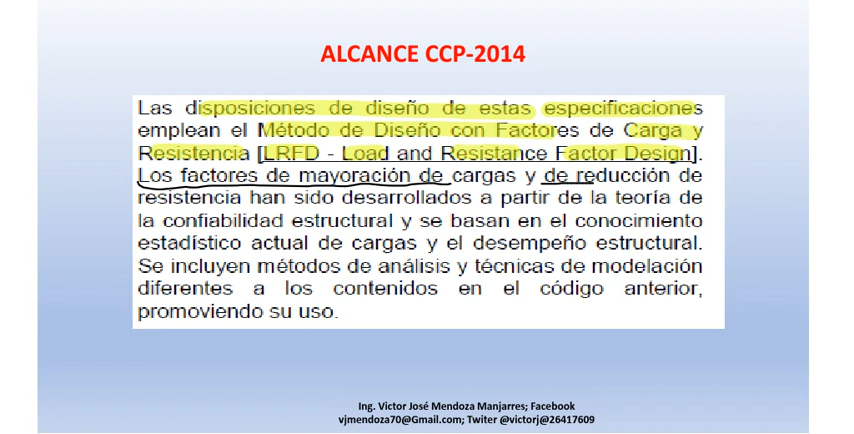 ALCANCE CCP-2014
Las disposiciones de diseño de estas especificaciones
emplean el Método de Diseño con Factores de Carga y
Resistencia [LRFD - Load and Resistance Factor Design].
Los factores de mayoración de cargas y de reducción de
resistencia han sido desarrollados a partir de la teoría de
la confiabilidad estructural y se basan en el conocimiento
estadístico actual de cargas y el desempeño estructural.
Se incluyen métodos de análisis y técnicas de modelación
diferentes a los contenidos en el código anterior,
promoviendo su uso.
Ing. Victor José Mendoza Manjarres; Facebook
vjmendoza70@Gmail.com; Twiter @victorj@26417609